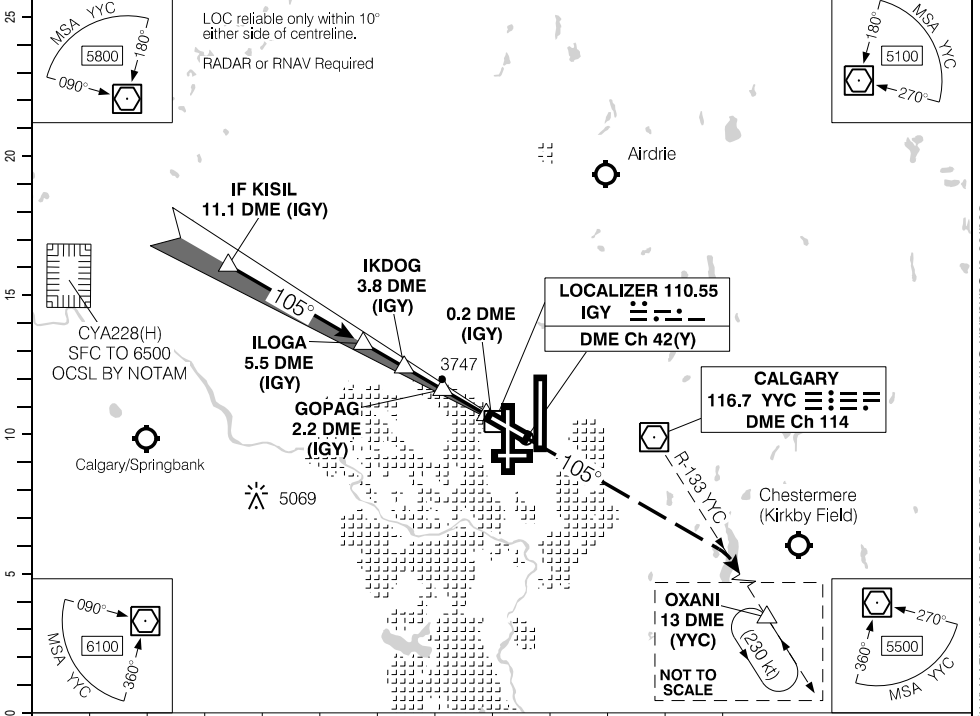 MSA YYC
5800
180°
090°
LOC reliable only within 10°
either side of centreline.
RADAR or RNAV Required
MSA YYC
180°
5100
270°
25
20
15
10
5
0
Airdrie
IF KISIL
11.1 DME (IGY)
105°
IKDOG
3.8 DME
(IGY)
0.2 DME
(IGY)
LOCALIZER 110.55
IGY
DME Ch 42(Y)
CYA228(H)
SFC TO 6500
OCSL BY NOTAM
ILOGA
5.5 DME
(IGY)
3747
GOPAG
2.2 DME
(IGY)
CALGARY
116.7 YYC
DME Ch 114
Calgary/Springbank
5069
105°
R-133 YYC
Chestermere
(Kirkby Field)
OXANI
13 DME
(YYC)
(230 kt)
NOT TO
SCALE
090°
6100
360°
MSA YYC
270°
5500
360°
MSA YYC